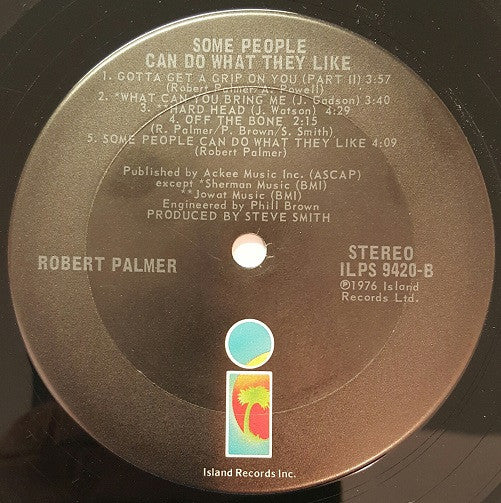 SOME PEOPLE
CAN DO WHAT THEY LIKE
1. GOTTA GET A GRIP ON YOU (PART II) 3:57
(Robert Palmer/A. Powell)
2. *WHAT CAN YOU BRING ME (J. Gadson) 3:40
3. **HARD HEAD (J. Watson) 4:29
4. OFF THE BONE 2:15
(R. Palmer/P. Brown/S. Smith)
5. SOME PEOPLE CAN DO WHAT THEY LIKE 4:09
(Robert Palmer)
Published by Ackee Music Inc. (ASCAP)
except *Sherman Music (BMI)
**Jowat Music (BMI)
Engineered by Phill Brown
PRODUCED BY STEVE SMITH
ROBERT PALMER
STEREO
ILPS 9420-B
℗1976 Island
Records Ltd.
i
Island Records Inc.